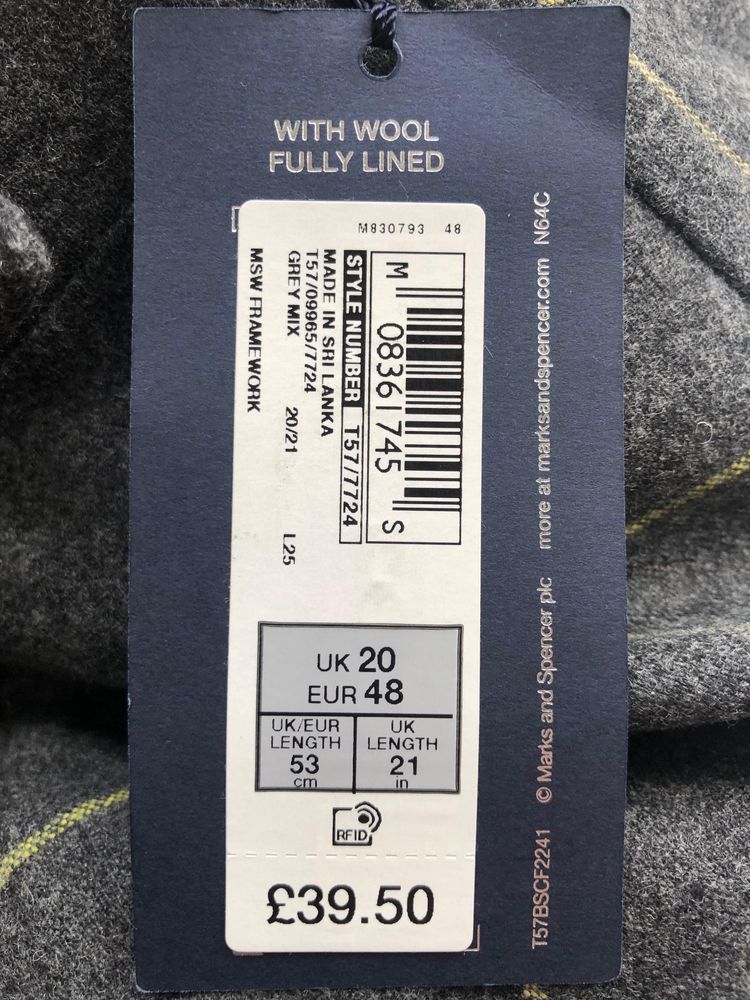 WITH WOOL
FULLY LINED
M830793 48
M 08361745 S
STYLE NUMBER T57/7724
MADE IN SRI LANKA
T57/09965/7724
GREY MIX 20/21 L25
MSW FRAMEWORK
UK 20
EUR 48
UK/EUR LENGTH 53 cm
UK LENGTH 21 in
RFID
£39.50
T57BSCF2241 © Marks and Spencer plc more at marksandspencer.com N64C